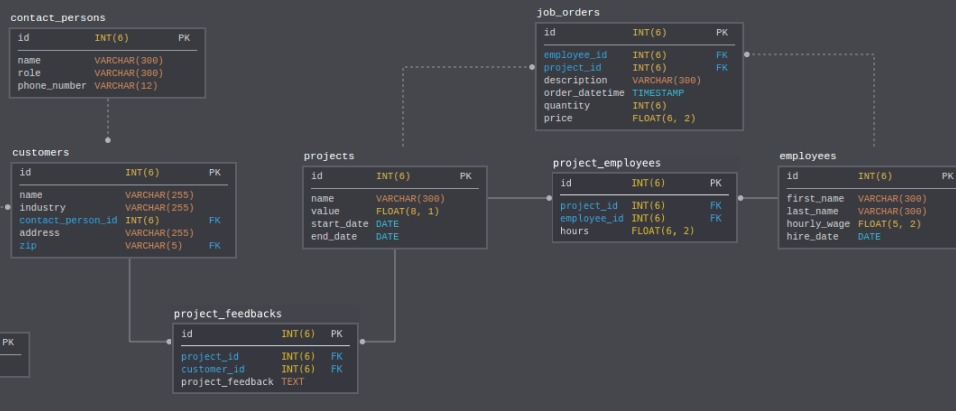 contact_persons
id INT(6) PK
name VARCHAR(300)
role VARCHAR(300)
phone_number VARCHAR(12)
job_orders
id INT(6) PK
employee_id INT(6) FK
project_id INT(6) FK
description VARCHAR(300)
order_datetime TIMESTAMP
quantity INT(6)
price FLOAT(6, 2)
customers
id INT(6) PK
name VARCHAR(255)
industry VARCHAR(255)
contact_person_id INT(6) FK
address VARCHAR(255)
zip VARCHAR(5) FK
projects
id INT(6) PK
name VARCHAR(300)
value FLOAT(8, 1)
start_date DATE
end_date DATE
project_employees
id INT(6) PK
project_id INT(6) FK
employee_id INT(6) FK
hours FLOAT(6, 2)
employees
id INT(6) PK
first_name VARCHAR(300)
last_name VARCHAR(300)
hourly_wage FLOAT(5, 2)
hire_date DATE
project_feedbacks
id INT(6) PK
project_id INT(6) FK
customer_id INT(6) FK
project_feedback TEXT
PK